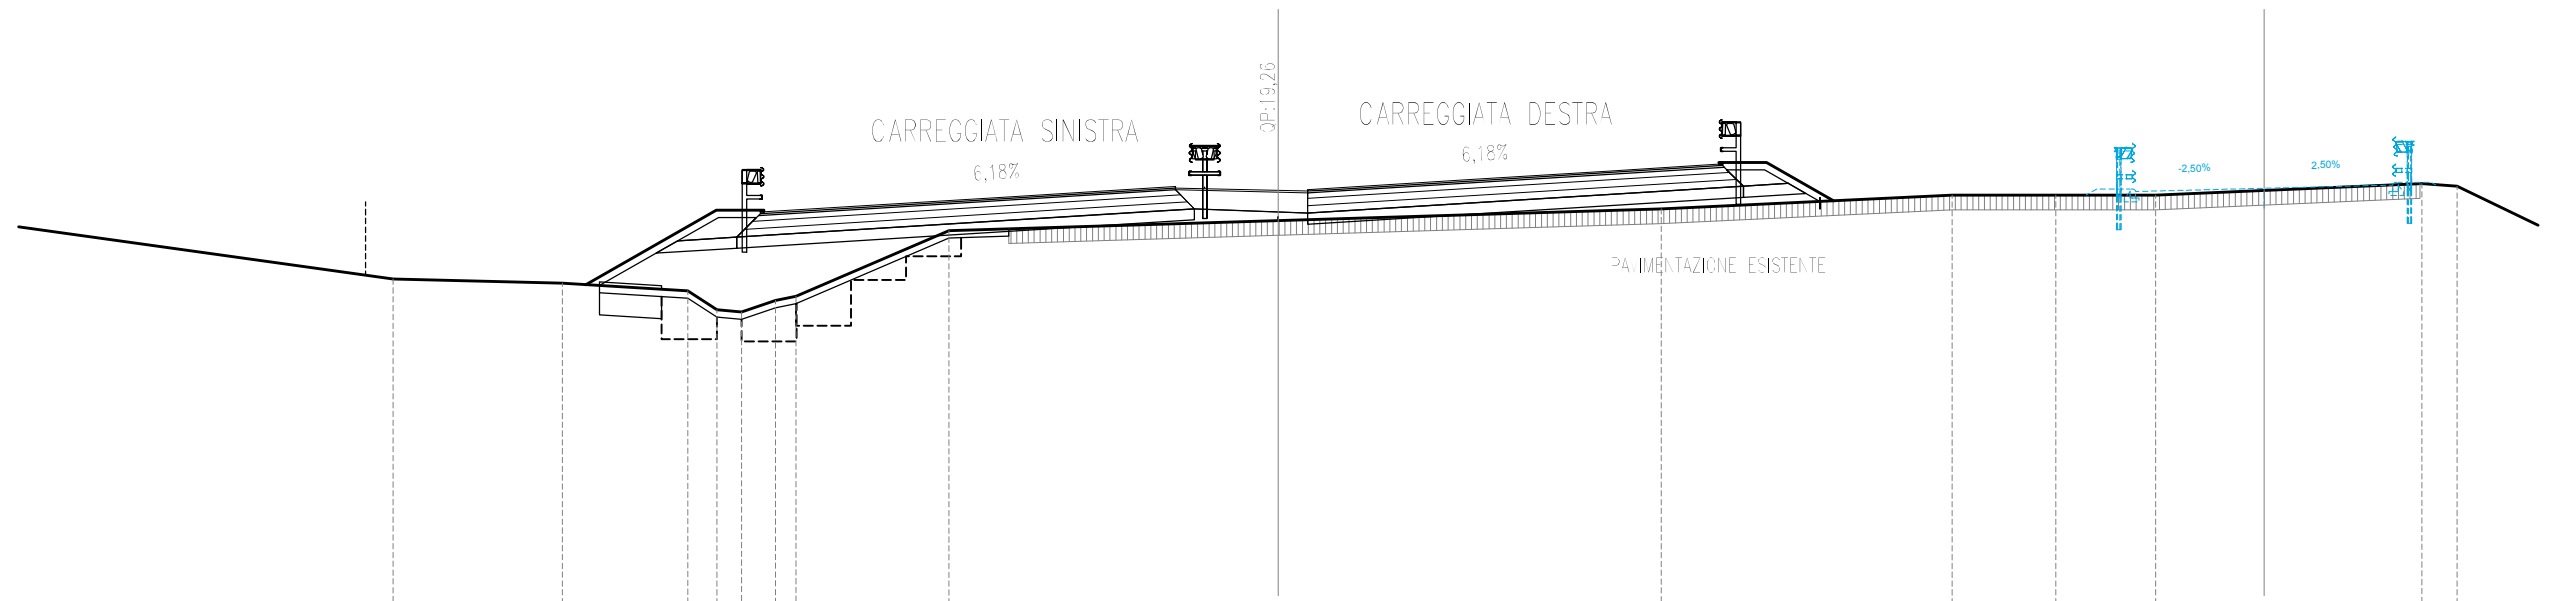 QP:19,26
CARREGGIATA SINISTRA
6,18%
CARREGGIATA DESTRA
6,18%
-2,50%
2,50%
PAVIMENTAZIONE ESISTENTE